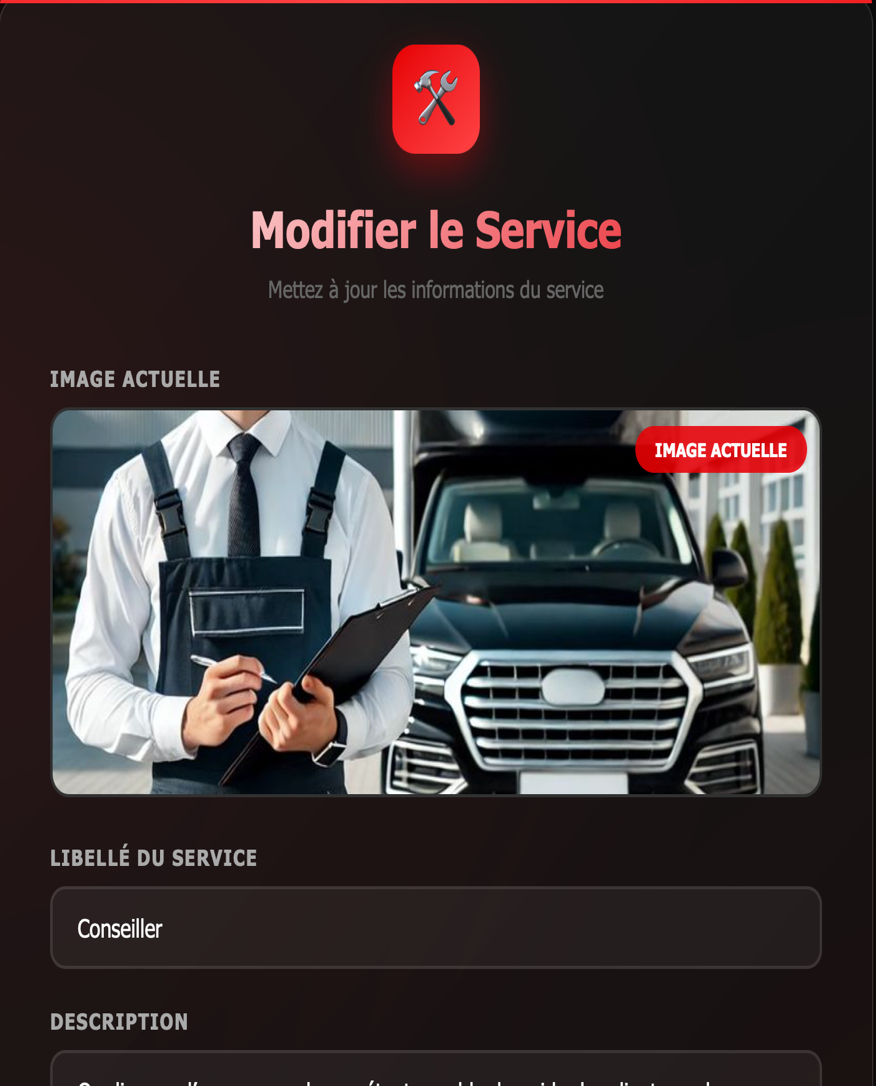 Modifier le Service
Mettez à jour les informations du service
IMAGE ACTUELLE
IMAGE ACTUELLE
LIBELLÉ DU SERVICE
Conseiller
DESCRIPTION